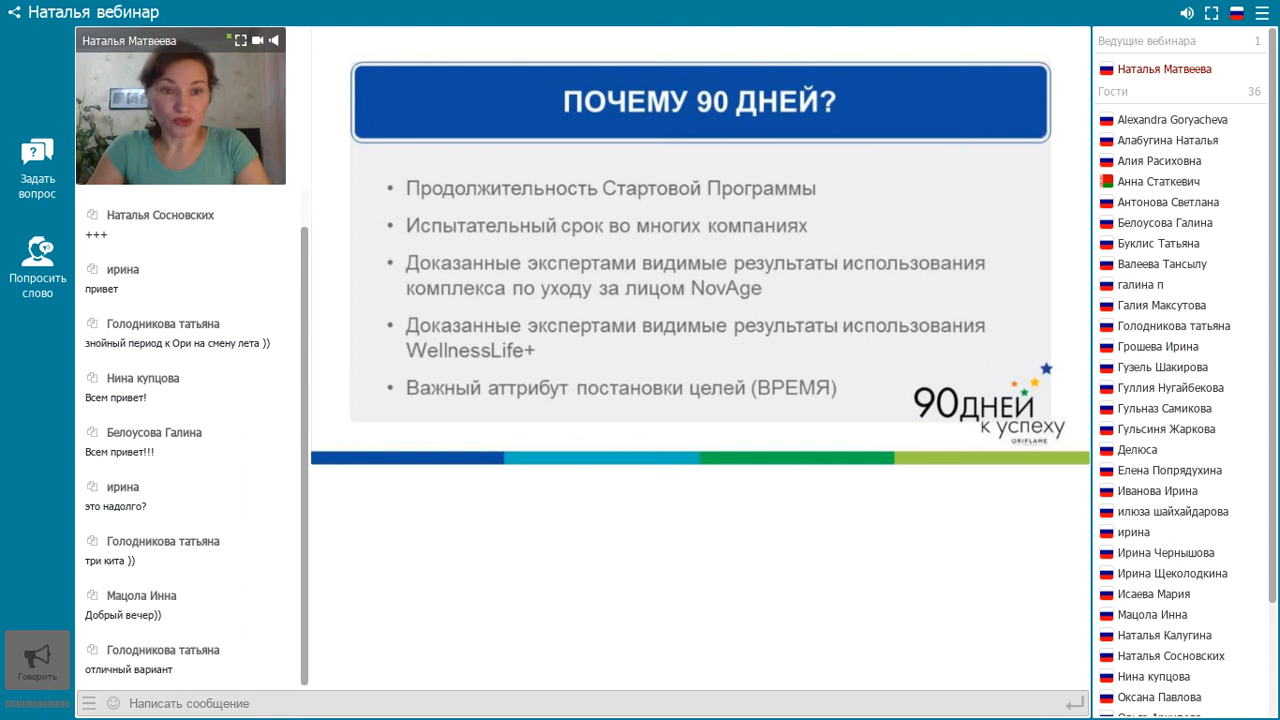 Наталья вебинар
Наталья Матвеева
Задать
вопрос
Попросить
слово
Говорить
Наталья Сосновских
+++
ирина
привет
Голодникова татьяна
знойный период к Ори на смену лета ))
Нина купцова
Всем привет!
Белоусова Галина
Всем привет!!!
ирина
это надолго?
Голодникова татьяна
три кита ))
Мацола Инна
Добрый вечер))
Голодникова татьяна
отличный вариант
Написать сообщение
ПОЧЕМУ 90 ДНЕЙ?
• Продолжительность Стартовой Программы
• Испытательный срок во многих компаниях
• Доказанные экспертами видимые результаты использования
комплекса по уходу за лицом NovAge
• Доказанные экспертами видимые результаты использования
WellnessLife+
• Важный аттрибут постановки целей (ВРЕМЯ)
90 ДНЕЙ
к успеху
ORIFLAME
Ведущие вебинара 1
Наталья Матвеева
Гости 36
Alexandra Goryacheva
Алабугина Наталья
Алия Расиховна
Анна Статкевич
Антонова Светлана
Белоусова Галина
Буклис Татьяна
Валеева Тансылу
галина п
Галия Максутова
Голодникова татьяна
Грошева Ирина
Гузель Шакирова
Гуллия Нугайбекова
Гульназ Самикова
Гульсиня Жаркова
Делюса
Елена Попрядухина
Иванова Ирина
илюза шайхайдарова
ирина
Ирина Чернышова
Ирина Щеколодкина
Исаева Мария
Мацола Инна
Наталья Калугина
Наталья Сосновских
Нина купцова
Оксана Павлова